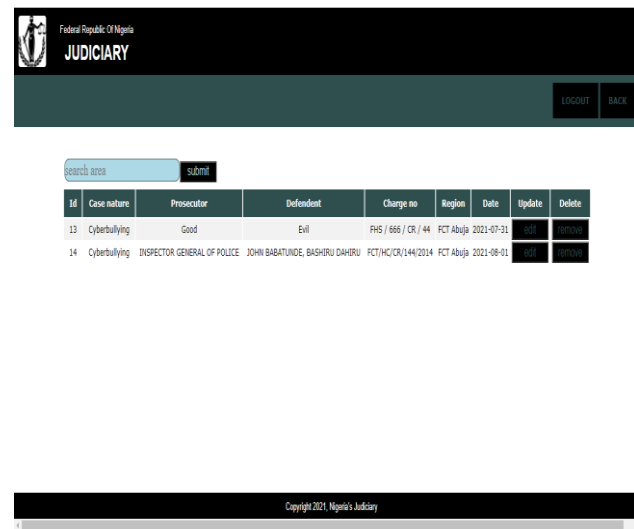 Federal Republic Of Nigeria
JUDICIARY
LOGOUT BACK
search area submit
Id Case nature Prosecutor Defendent Charge no Region Date Update Delete
13 Cyberbullying Good Evil FHS / 666 / CR / 44 FCT Abuja 2021-07-31 edit remove
14 Cyberbullying INSPECTOR GENERAL OF POLICE JOHN BABATUNDE, BASHIRU DAHIRU FCT/HC/CR/144/2014 FCT Abuja 2021-08-01 edit remove
Copyright 2021, Nigeria's Judiciary